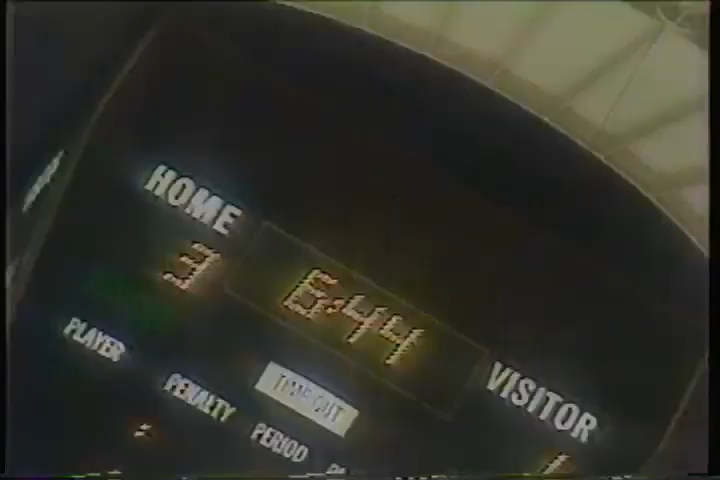 HOME
3 6:44
VISITOR
PLAYER PENALTY TIME OUT
PERIOD